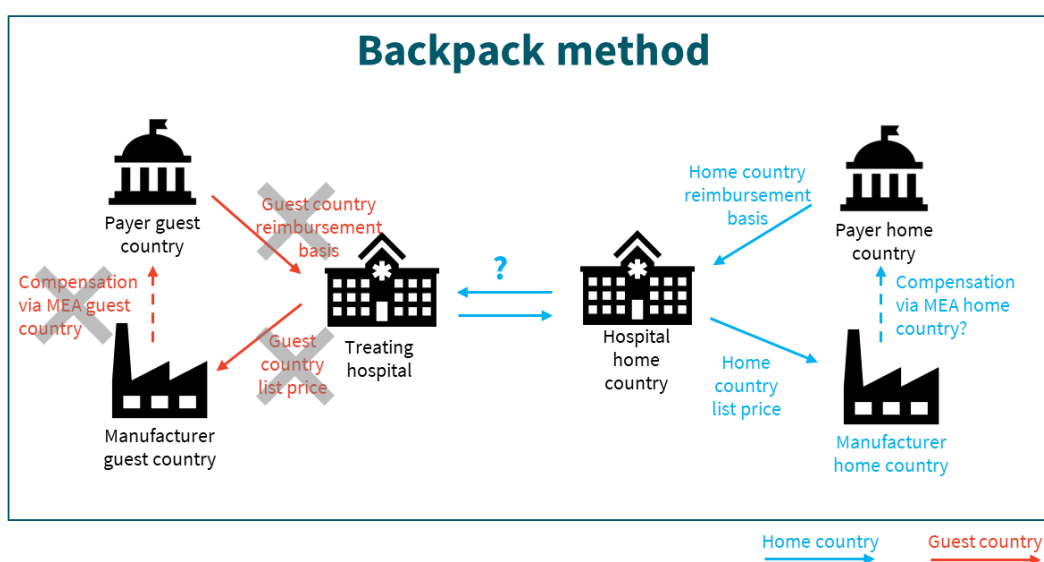 Backpack method
Payer guest
country
Guest country
reimbursement
basis
Compensation
via MEA guest
country
Guest
country
list price
Manufacturer
guest country
Treating
hospital
?
Hospital
home
country
Home country
reimbursement
basis
Payer home
country
Compensation
via MEA home
country?
Home
country
list price
Manufacturer
home country
Home country
Guest country